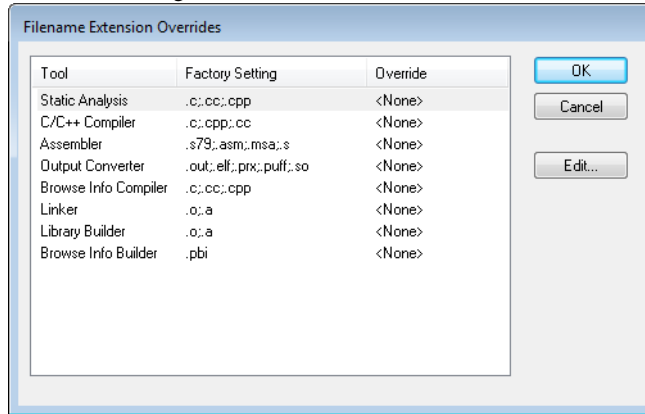 Filename Extension Overrides
Tool Factory Setting Override
Static Analysis .c;.cc;.cpp <None>
C/C++ Compiler .c;.cpp;.cc <None>
Assembler .s79;.asm;.msa;.s <None>
Output Converter .out;.elf;.prx;.puff;.so <None>
Browse Info Compiler .c;.cc;.cpp <None>
Linker .o;.a <None>
Library Builder .o;.a <None>
Browse Info Builder .pbi <None>
OK
Cancel
Edit...